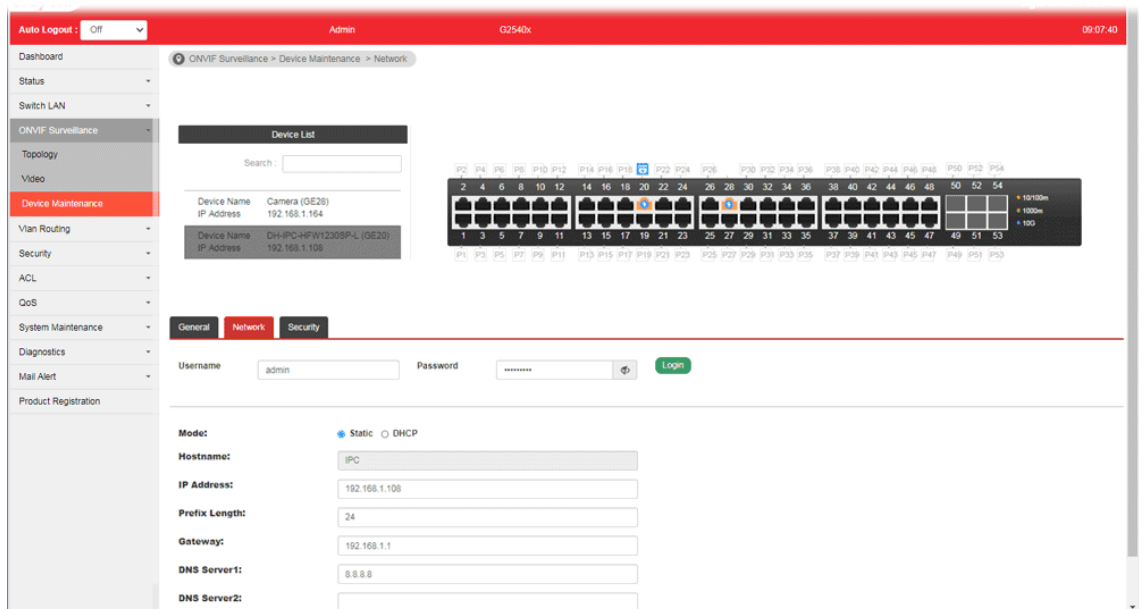 Auto Logout : Off Admin G2540x 09:07:40
Dashboard
ONVIF Surveillance > Device Maintenance > Network
Status
Switch LAN
ONVIF Surveillance
Topology
Video
Device Maintenance
Vlan Routing
Security
ACL
QoS
System Maintenance
Diagnostics
Mail Alert
Product Registration
Device List
Search :
Device Name Camera (GE28)
IP Address 192.168.1.164
Device Name DH-IPC-HFW1230SP-L (GE20)
IP Address 192.168.1.108
P2 P4 P6 P8 P10 P12 P14 P16 P18 P22 P24 P26 P30 P32 P34 P36 P38 P40 P42 P44 P46 P48 P50 P52 P54
2 4 6 8 10 12 14 16 18 20 22 24 26 28 30 32 34 36 38 40 42 44 46 48 50 52 54
10/100m
1000m
10G
1 3 5 7 9 11 13 15 17 19 21 23 25 27 29 31 33 35 37 39 41 43 45 47 49 51 53
P1 P3 P5 P7 P9 P11 P13 P15 P17 P19 P21 P23 P25 P27 P29 P31 P33 P35 P37 P39 P41 P43 P45 P47 P49 P51 P53
General Network Security
Username admin Password ••••••••• Login
Mode: Static DHCP
Hostname: IPC
IP Address: 192.168.1.108
Prefix Length: 24
Gateway: 192.168.1.1
DNS Server1: 8.8.8.8
DNS Server2: